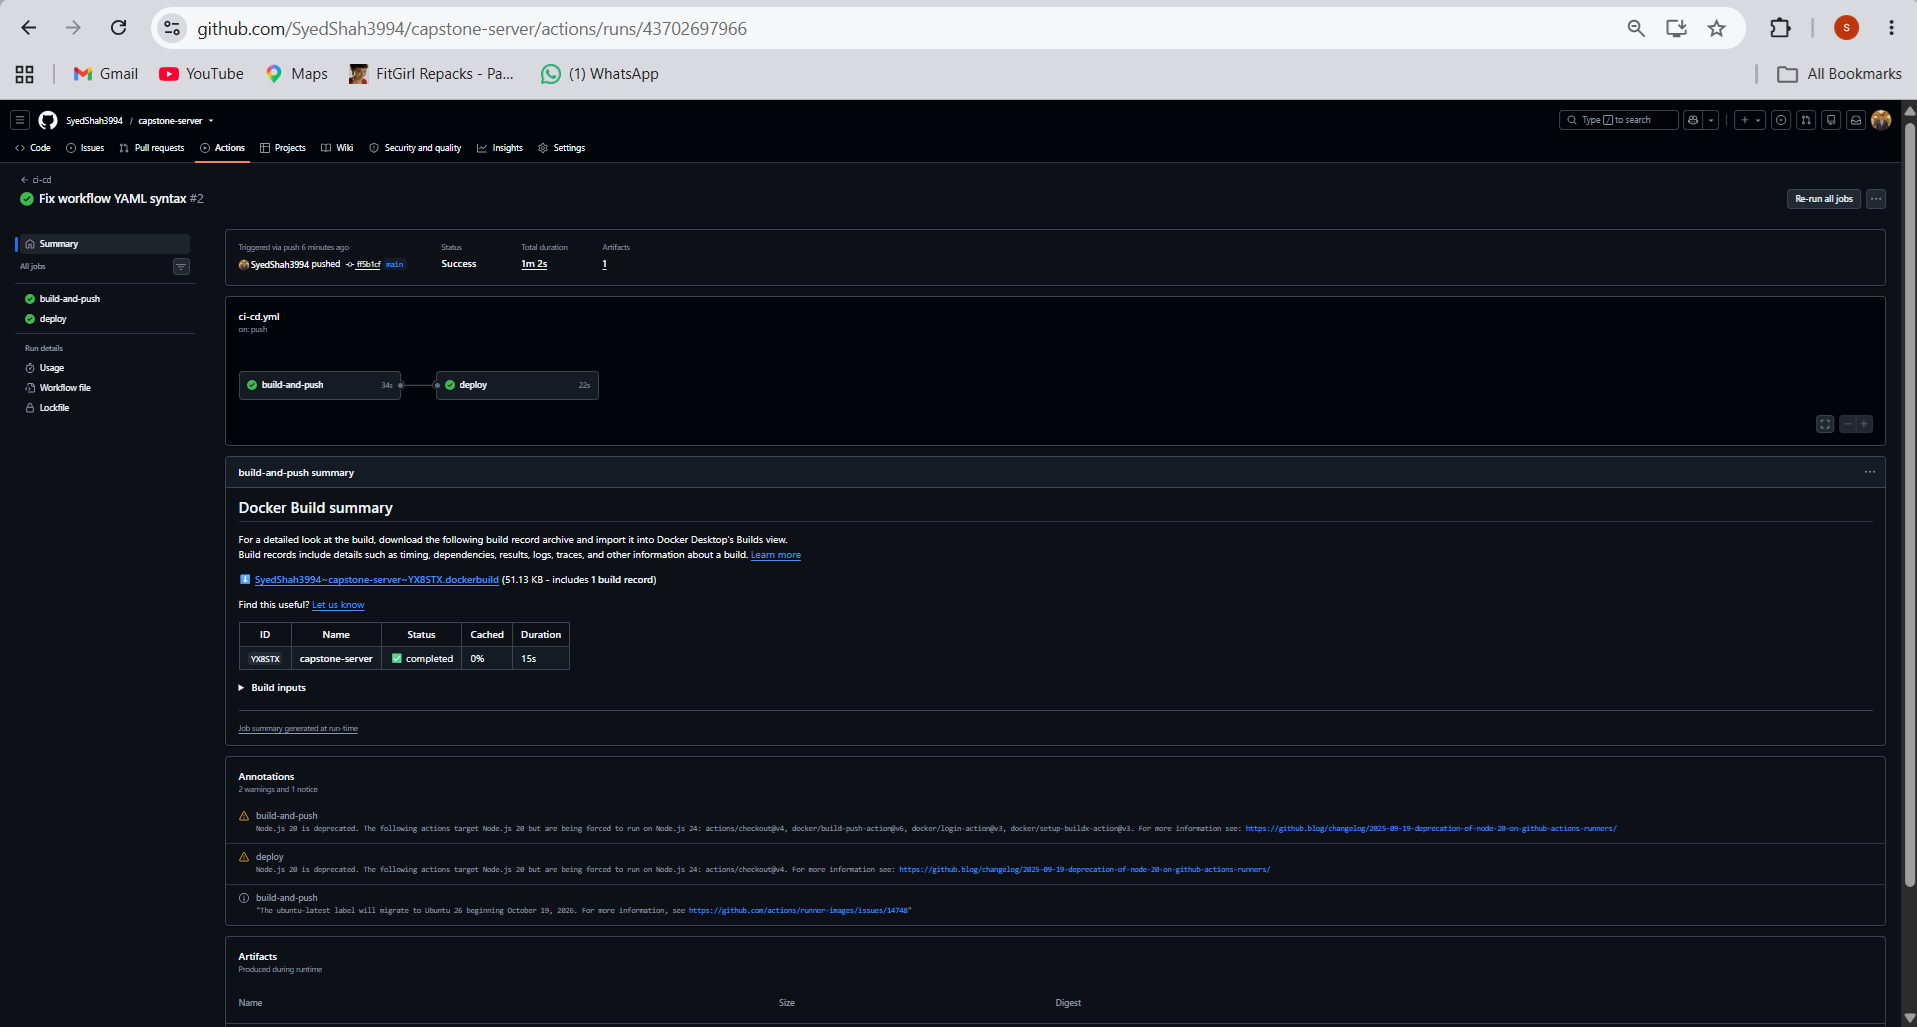 github.com/SyedShah3994/capstone-server/actions/runs/43702697966
S
Gmail YouTube Maps FitGirl Repacks - Pa... (1) WhatsApp All Bookmarks
SyedShah3994 / capstone-server Type / to search
Code Issues Pull requests Actions Projects Wiki Security and quality Insights Settings
← ci-cd
Fix workflow YAML syntax #2 Re-run all jobs
Summary
All jobs
build-and-push
deploy
Run details
Usage
Workflow file
Lockfile
Triggered via push 6 minutes ago Status Total duration Artifacts
SyedShah3994 pushed ff5b1cf main Success 1m 2s 1
ci-cd.yml
on: push
build-and-push 34s deploy 22s
build-and-push summary
Docker Build summary
For a detailed look at the build, download the following build record archive and import it into Docker Desktop's Builds view.
Build records include details such as timing, dependencies, results, logs, traces, and other information about a build. Learn more
SyedShah3994~capstone-server~YX8STX.dockerbuild (51.13 KB - includes 1 build record)
Find this useful? Let us know
ID Name Status Cached Duration
YX8STX capstone-server completed 0% 15s
Build inputs
Job summary generated at run-time
Annotations
2 warnings and 1 notice
build-and-push
Node.js 20 is deprecated. The following actions target Node.js 20 but are being forced to run on Node.js 24: actions/checkout@v4, docker/build-push-action@v6, docker/login-action@v3, docker/setup-buildx-action@v3. For more information see: https://github.blog/changelog/2025-09-19-deprecation-of-node-20-on-github-actions-runners/
deploy
Node.js 20 is deprecated. The following actions target Node.js 20 but are being forced to run on Node.js 24: actions/checkout@v4. For more information see: https://github.blog/changelog/2025-09-19-deprecation-of-node-20-on-github-actions-runners/
build-and-push
"The ubuntu-latest label will migrate to Ubuntu 26 beginning October 19, 2026. For more information, see https://github.com/actions/runner-images/issues/14748"
Artifacts
Produced during runtime
Name Size Digest